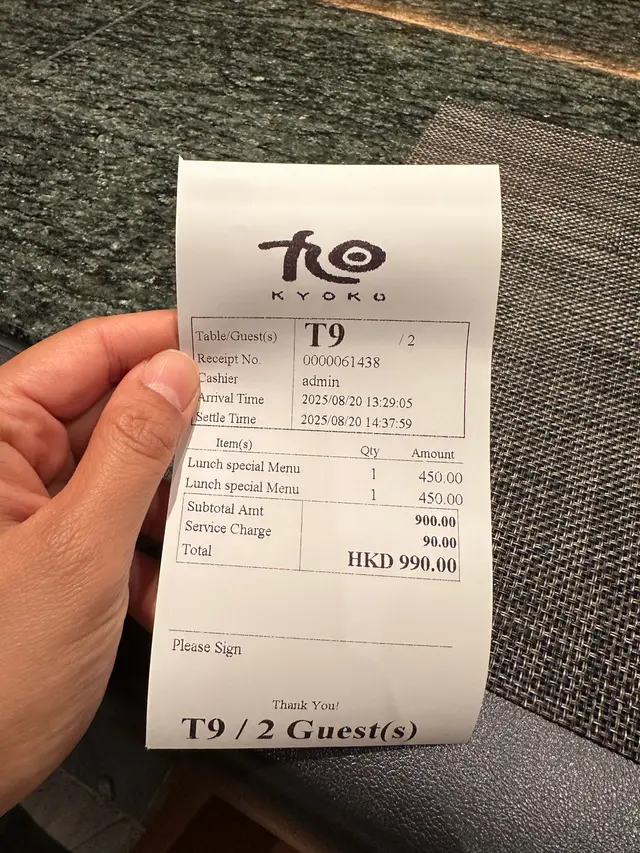 KYOKU
Table/Guest(s) T9 / 2
Receipt No. 0000061438
Cashier admin
Arrival Time 2025/08/20 13:29:05
Settle Time 2025/08/20 14:37:59
Item(s) Qty Amount
Lunch special Menu 1 450.00
Lunch special Menu 1 450.00
Subtotal Amt 900.00
Service Charge 90.00
Total HKD 990.00
Please Sign
Thank You!
T9 / 2 Guest(s)